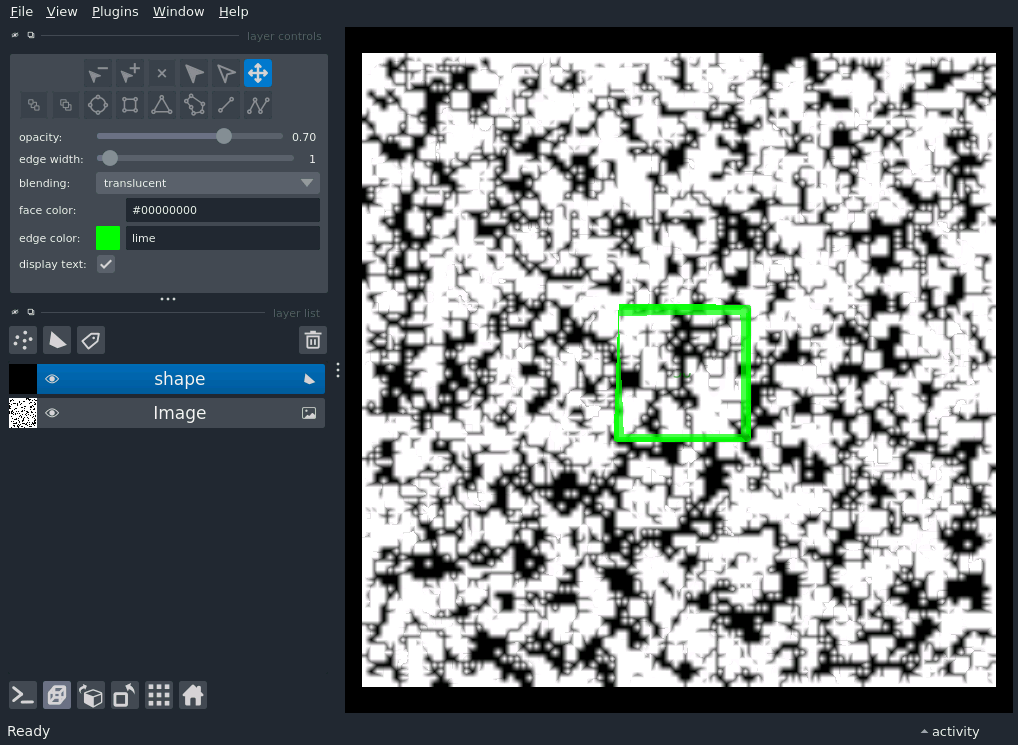 File View Plugins Window Help
layer controls
opacity: 0.70
edge width: 1
blending: translucent
face color: #00000000
edge color: lime
display text:
layer list
shape
Image
Ready
activity